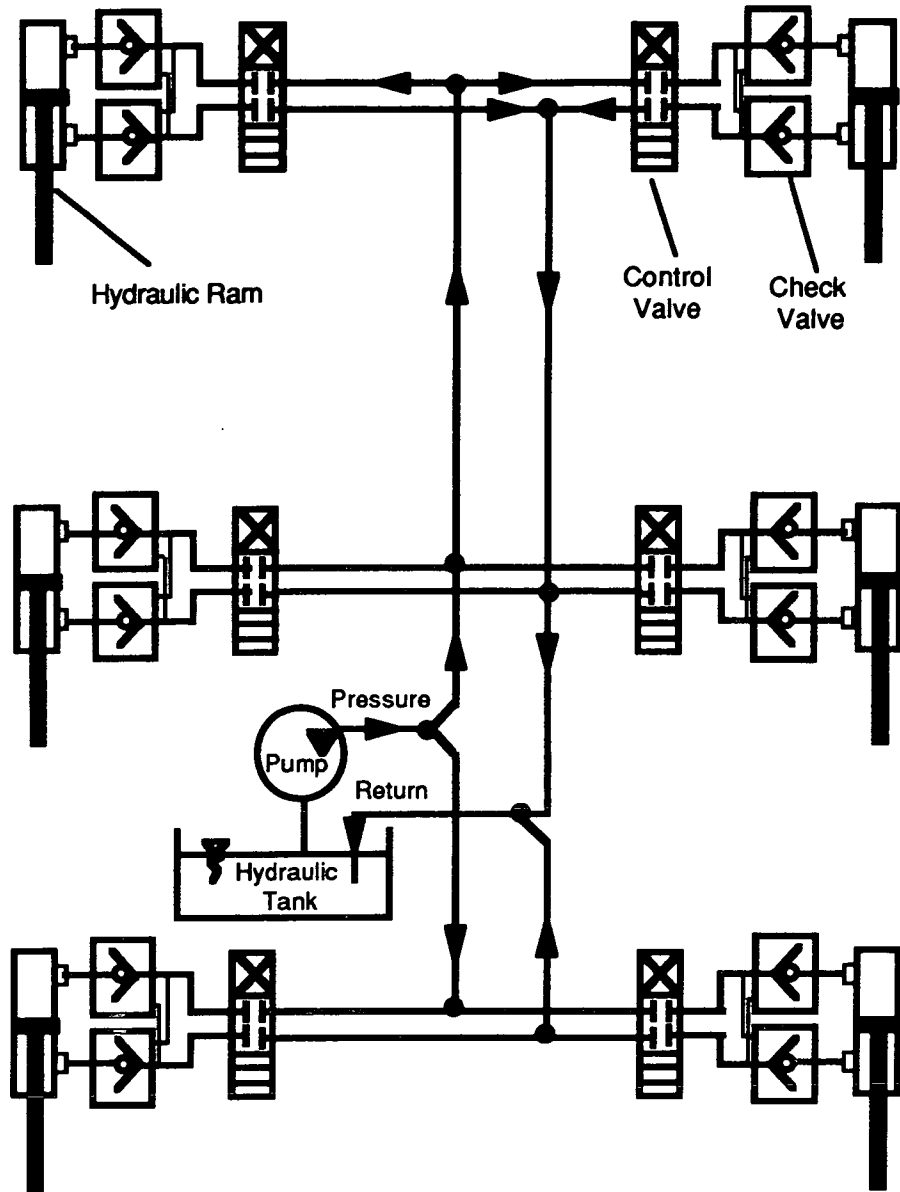 Hydraulic Ram
Control
Valve
Check
Valve
Pressure
Pump
Return
Hydraulic
Tank